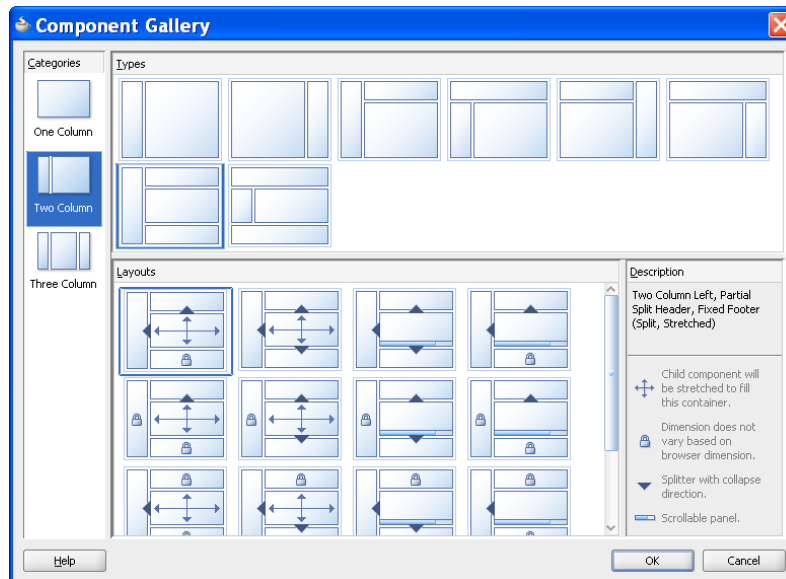 Component Gallery
Categories
One Column
Two Column
Three Column
Types
Layouts
Description
Two Column Left, Partial
Split Header, Fixed Footer
(Split, Stretched)
Child component will
be stretched to fill
this container.
Dimension does not
vary based on
browser dimension.
Splitter with collapse
direction.
Scrollable panel.
Help
OK
Cancel